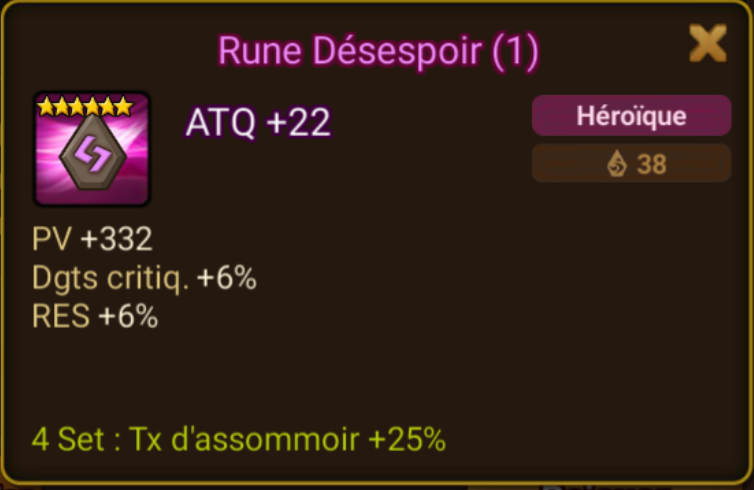 Rune Désespoir (1)
ATQ +22
Héroïque
38
PV +332
Dgts critiq. +6%
RES +6%
4 Set : Tx d'assommoir +25%